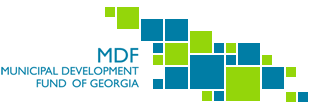 MDF
MUNICIPAL DEVELOPMENT
FUND OF GEORGIA